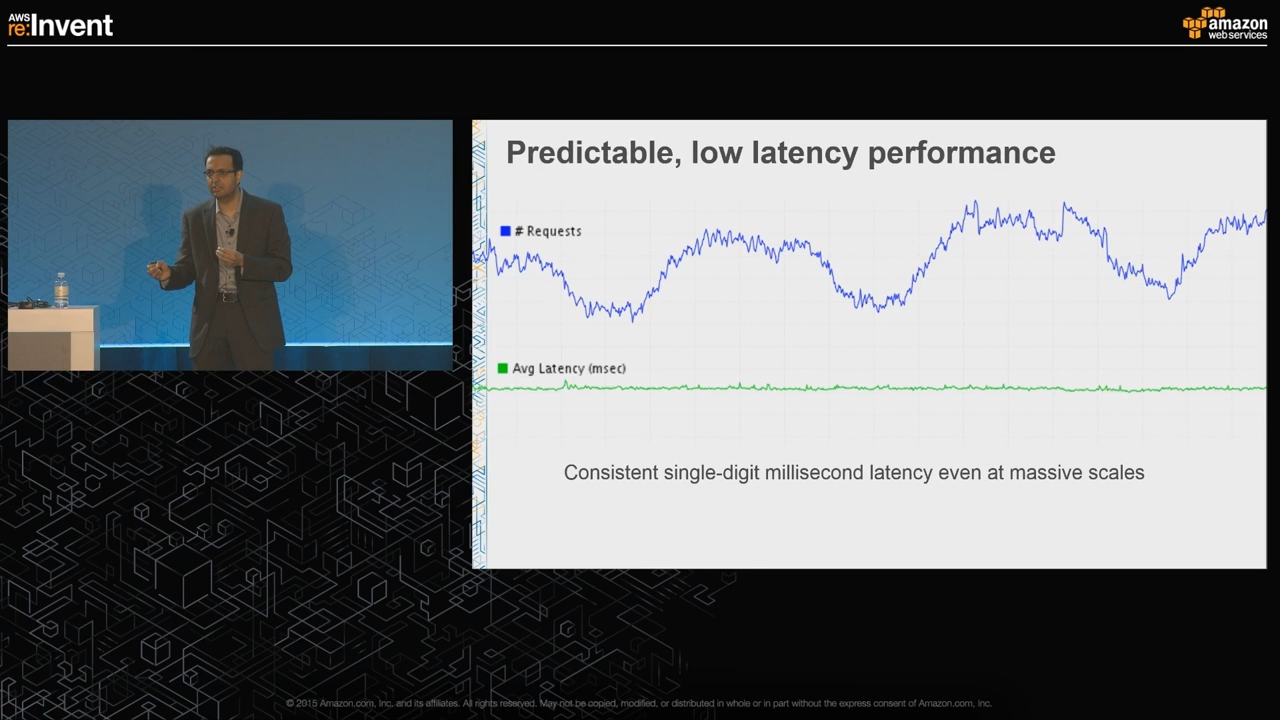 AWS
re:Invent
amazon
web services
Predictable, low latency performance
# Requests
Avg Latency (msec)
Consistent single-digit millisecond latency even at massive scales
© 2015 Amazon.com, Inc. and its affiliates. All rights reserved. May not be copied, modified, or distributed in whole or in part without the express consent of Amazon.com, Inc.